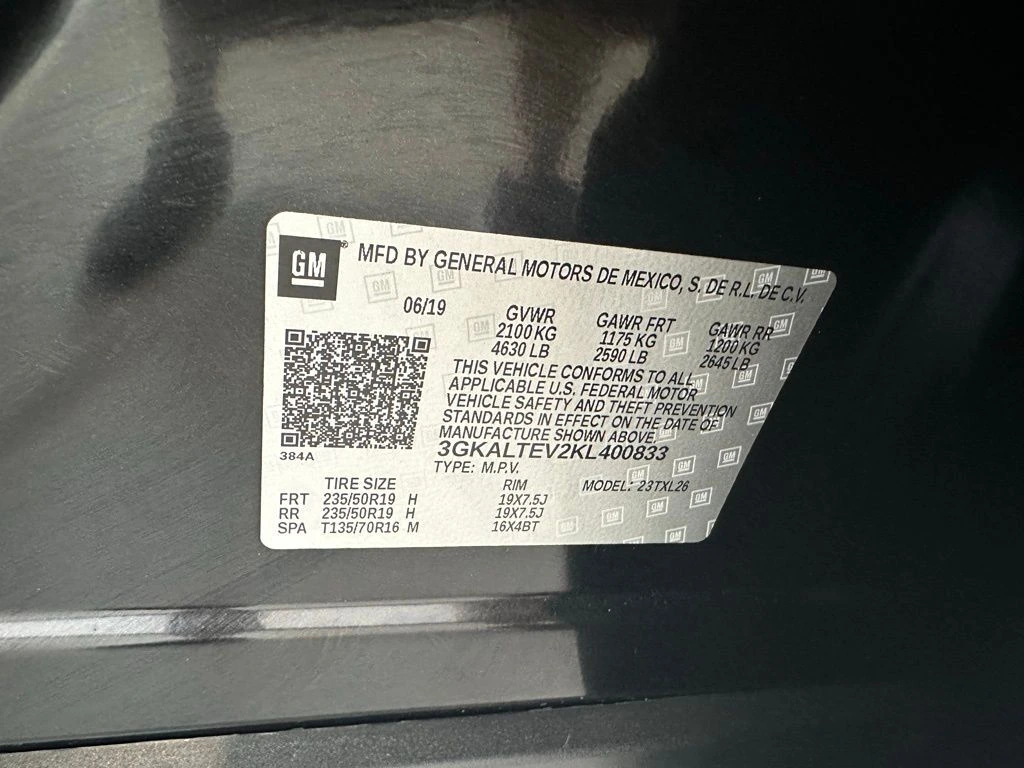 GM® MFD BY GENERAL MOTORS DE MEXICO, S. DE R.L. DE C.V.
06/19 GVWR GAWR FRT GAWR RR
2100 KG 1175 KG 1200 KG
4630 LB 2590 LB 2645 LB
THIS VEHICLE CONFORMS TO ALL
APPLICABLE U.S. FEDERAL MOTOR
VEHICLE SAFETY AND THEFT PREVENTION
STANDARDS IN EFFECT ON THE DATE OF
MANUFACTURE SHOWN ABOVE
3GKALTEV2KL400833
384A
TYPE: M.P.V.
TIRE SIZE RIM MODEL: 23TXL26
FRT 235/50R19 H 19X7.5J
RR 235/50R19 H 19X7.5J
SPA T135/70R16 M 16X4BT